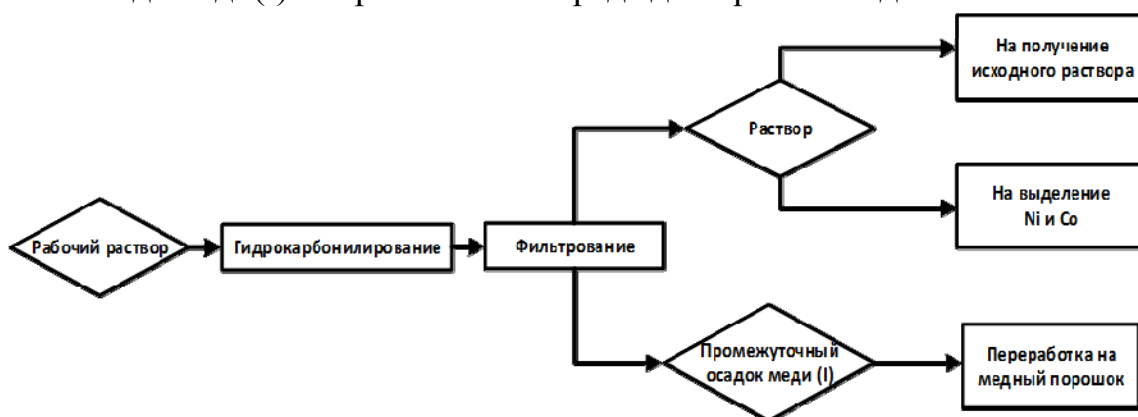 На получение
исходного раствора
Раствор
На выделение
Ni и Co
Рабочий раствор
Гидрокарбонилирование
Фильтрование
Промежуточный
осадок меди (I)
Переработка на
медный порошок